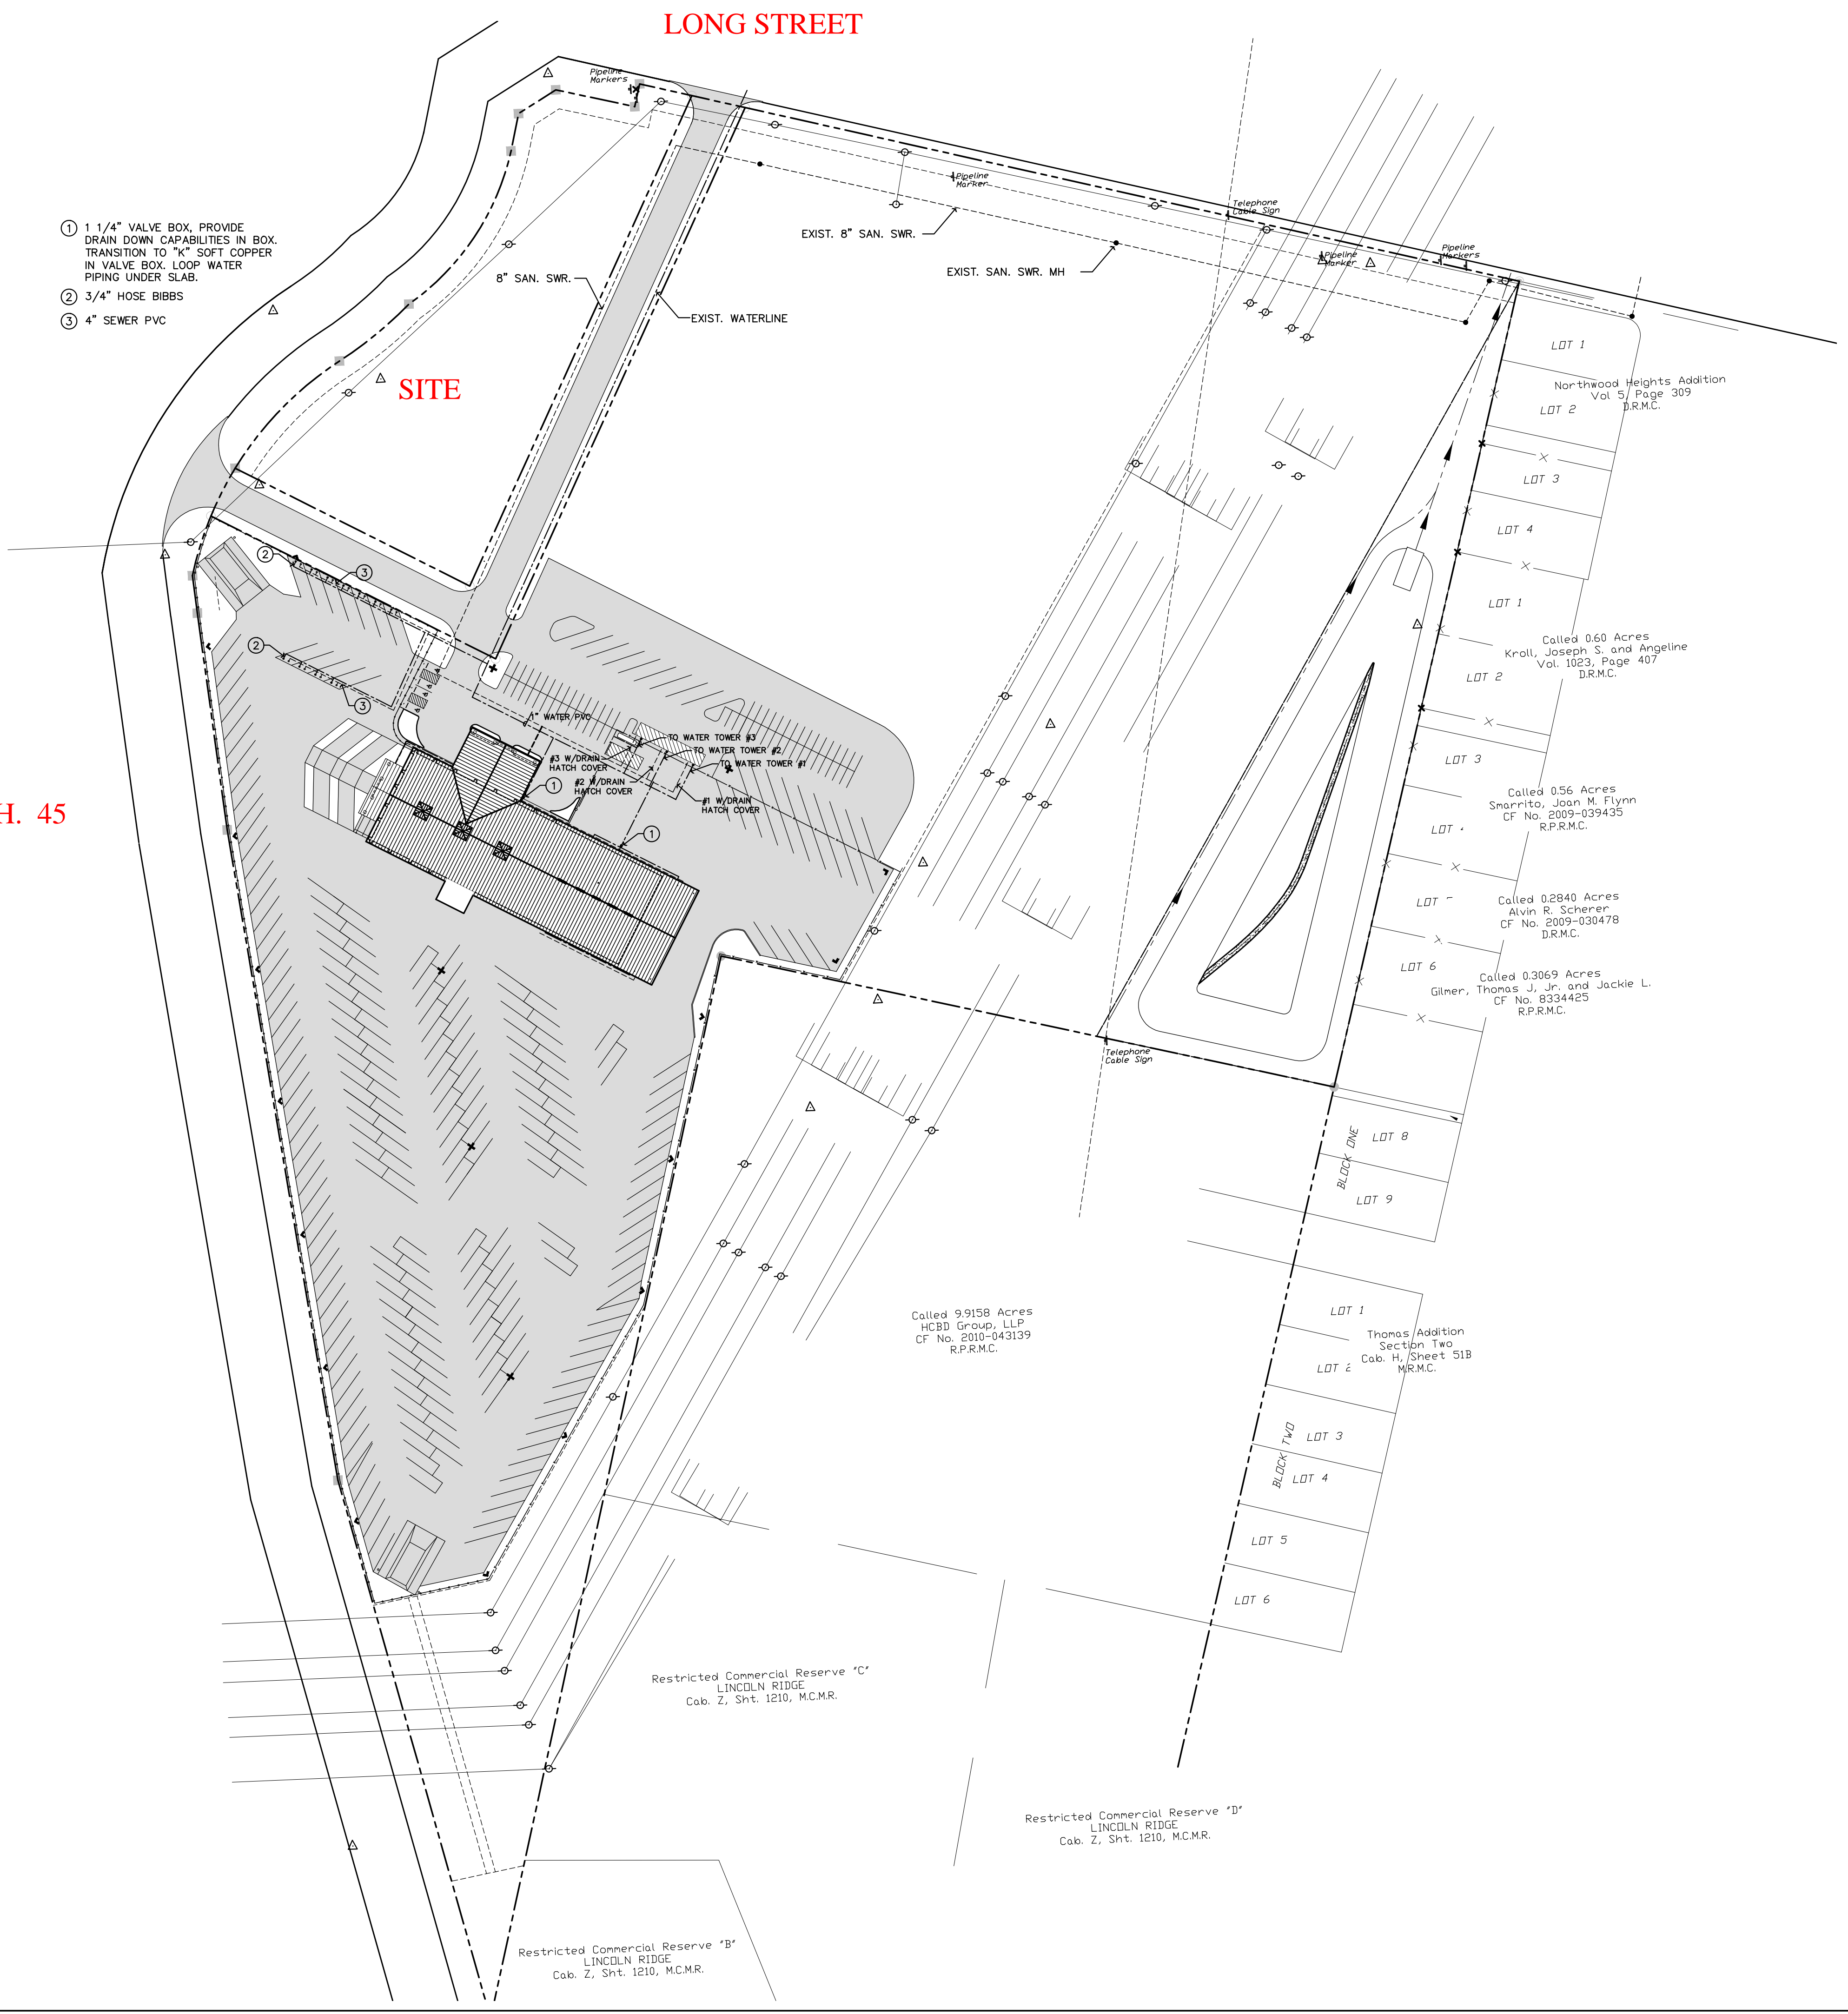 LONG STREET
Pipeline
Markers
① 1 1/4" VALVE BOX, PROVIDE
DRAIN DOWN CAPABILITIES IN BOX.
TRANSITION TO "K" SOFT COPPER
IN VALVE BOX. LOOP WATER
PIPING UNDER SLAB.
② 3/4" HOSE BIBBS
③ 4" SEWER PVC
Pipeline
Marker
Telephone
Cable Sign
EXIST. 8" SAN. SWR.
Pipeline
Marker
Pipeline
Markers
EXIST. SAN. SWR. MH
8" SAN. SWR.
EXIST. WATERLINE
SITE
LOT 1
Northwood Heights Addition
Vol 5, Page 309
D.R.M.C.
LOT 2
LOT 3
LOT 4
LOT 1
Called 0.60 Acres
Kroll, Joseph S. and Angeline
Vol. 1023, Page 407
D.R.M.C.
LOT 2
LOT 3
②
③
②
③
1" WATER PVC
TO WATER TOWER #3
TO WATER TOWER #2
TO WATER TOWER #1
#3 W/DRAIN
HATCH COVER
#2 W/DRAIN
HATCH COVER
#1 W/DRAIN
HATCH COVER
①
①
H. 45
Called 0.56 Acres
Smarrito, Joan M. Flynn
CF No. 2009-039435
R.P.R.M.C.
LOT
LOT
Called 0.2840 Acres
Alvin R. Scherer
CF No. 2009-030478
D.R.M.C.
LOT 6
Called 0.3069 Acres
Gilmer, Thomas J, Jr. and Jackie L.
CF No. 8334425
R.P.R.M.C.
Telephone
Cable Sign
BLOCK ONE
LOT 8
LOT 9
Called 9.9158 Acres
HCBD Group, LLP
CF No. 2010-043139
R.P.R.M.C.
LOT 1
Thomas Addition
Section Two
Cab. H, Sheet 51B
M.R.M.C.
LOT 2
BLOCK TWO
LOT 3
LOT 4
LOT 5
LOT 6
Restricted Commercial Reserve "C"
LINCOLN RIDGE
Cab. Z, Sht. 1210, M.C.M.R.
Restricted Commercial Reserve "D"
LINCOLN RIDGE
Cab. Z, Sht. 1210, M.C.M.R.
Restricted Commercial Reserve "B"
LINCOLN RIDGE
Cab. Z, Sht. 1210, M.C.M.R.